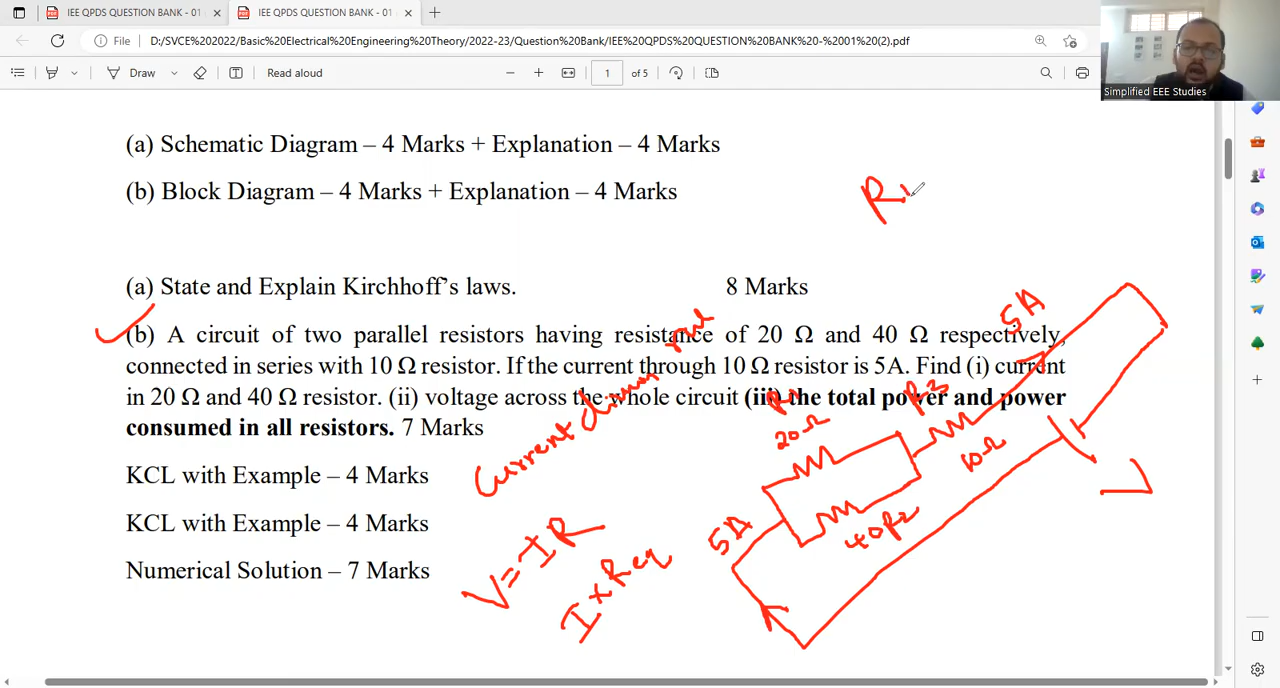 IEE QPDS QUESTION BANK - 01
IEE QPDS QUESTION BANK - 01
File
D:/SVCE%202022/Basic%20Electrical%20Engineering%20Theory/2022-23/Question%20Bank/IEE%20QPDS%20QUESTION%20BANK%20-%2001%20(2).pdf
Draw
Read aloud
1
of 5
Simplified EEE Studies
(a) Schematic Diagram – 4 Marks + Explanation – 4 Marks
(b) Block Diagram – 4 Marks + Explanation – 4 Marks
R1
(a) State and Explain Kirchhoff's laws. 8 Marks
(b) A circuit of two parallel resistors having resistance of 20 Ω and 40 Ω respectively,
connected in series with 10 Ω resistor. If the current through 10 Ω resistor is 5A. Find (i) current
in 20 Ω and 40 Ω resistor. (ii) voltage across the whole circuit (iii) the total power and power
consumed in all resistors. 7 Marks
KCL with Example – 4 Marks
KCL with Example – 4 Marks
Numerical Solution – 7 Marks
Current
V=IR
I×Req
R1
20Ω
40R2
R3
10Ω
5A
5A
V